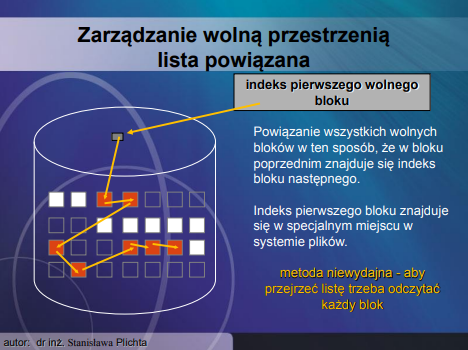 Zarządzanie wolną przestrzenią
lista powiązana
indeks pierwszego wolnego
bloku
Powiązanie wszystkich wolnych
bloków w ten sposób, że w bloku
poprzednim znajduje się indeks
bloku następnego.
Indeks pierwszego bloku znajduje
się w specjalnym miejscu w
systemie plików.
metoda niewydajna - aby
przejrzeć listę trzeba odczytać
każdy blok
autor: dr inż. Stanisława Plichta